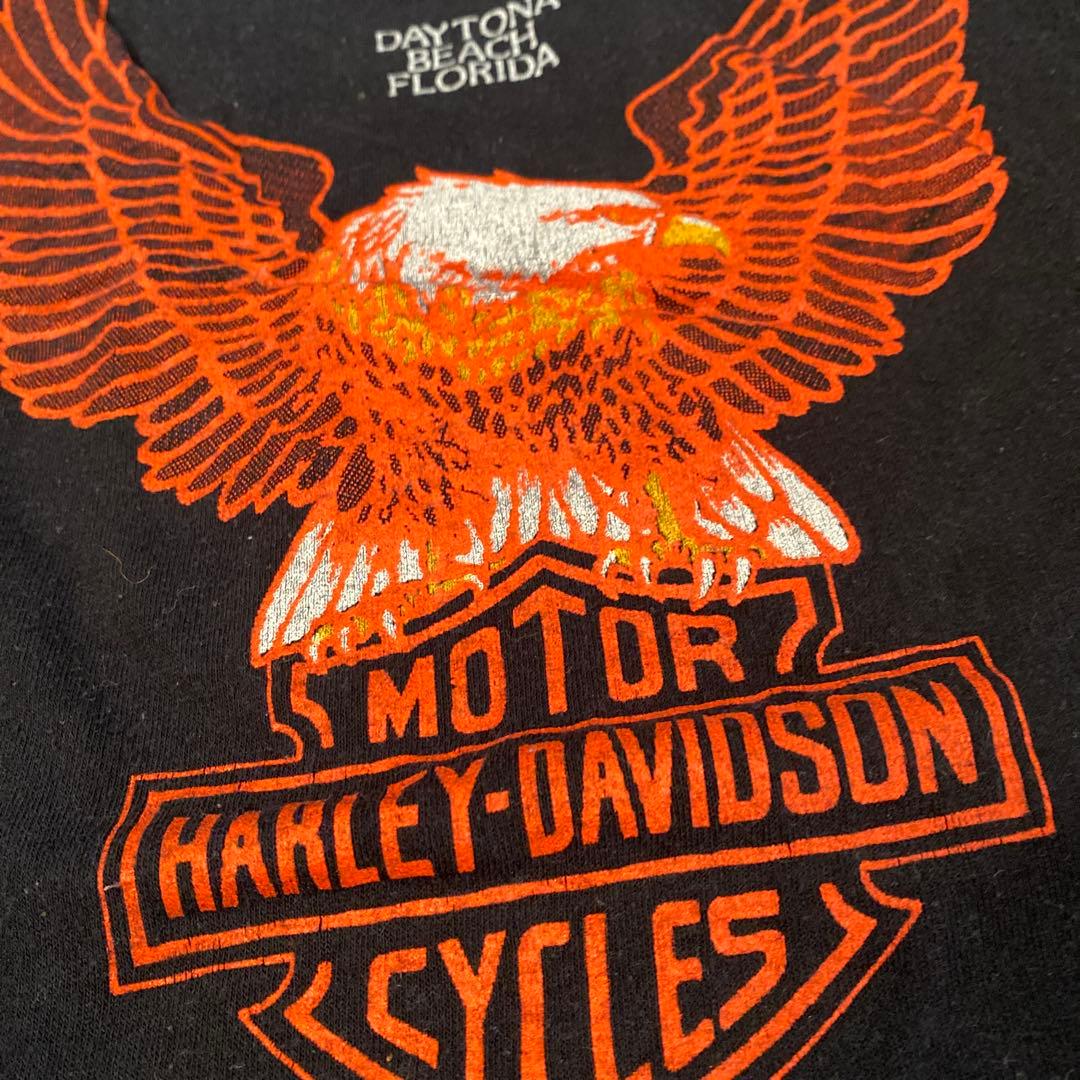 DAYTONA
BEACH
FLORIDA
MOTOR
HARLEY-DAVIDSON
CYCLES